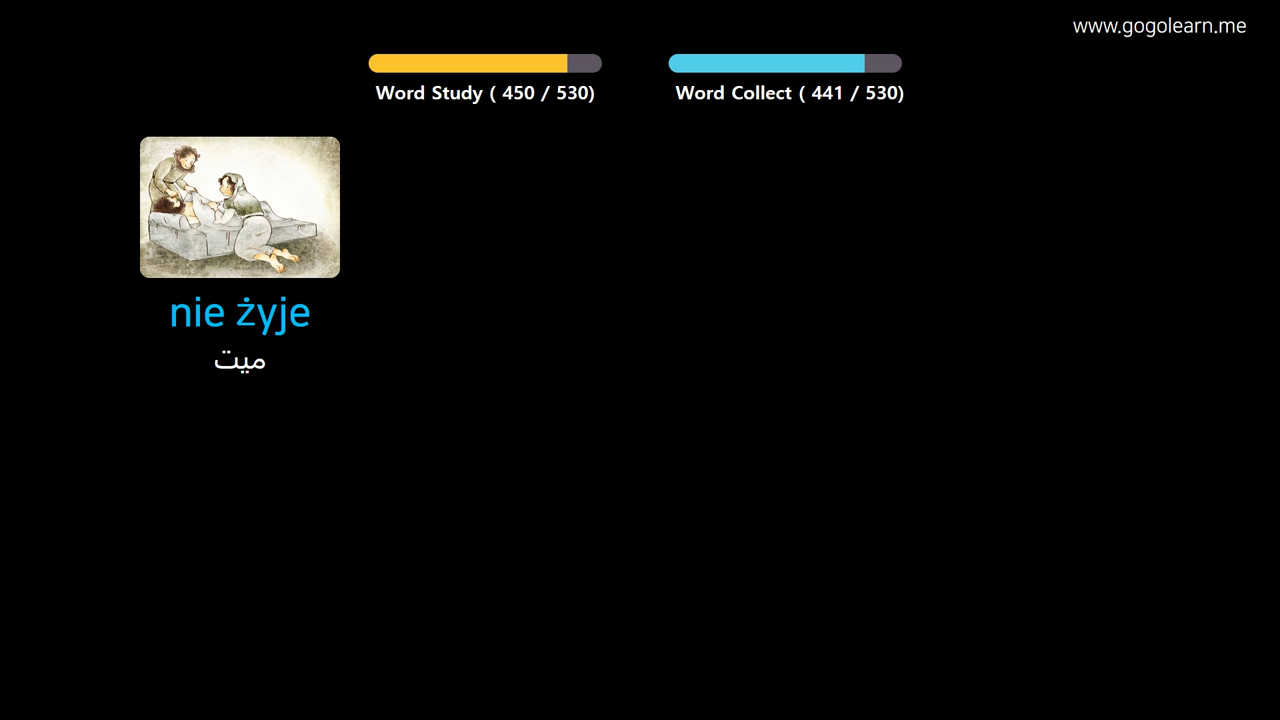 www.gogolearn.me
Word Study ( 450 / 530)
Word Collect ( 441 / 530)
nie żyje
ميت